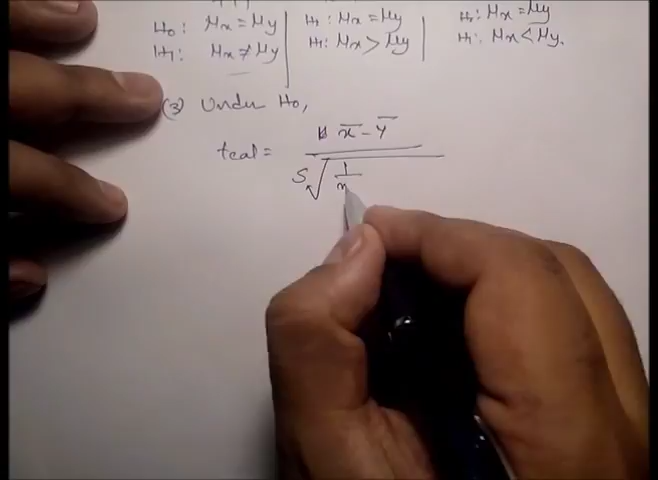 H₀: μx = μy | H₁: μx = μy | H₀: μx = μy
H₁: μx ≠ μy | H₁: μx > μy | H₁: μx < μy.
(3) Under H₀,
tcal = x̄ - ȳ
S√ 1
n